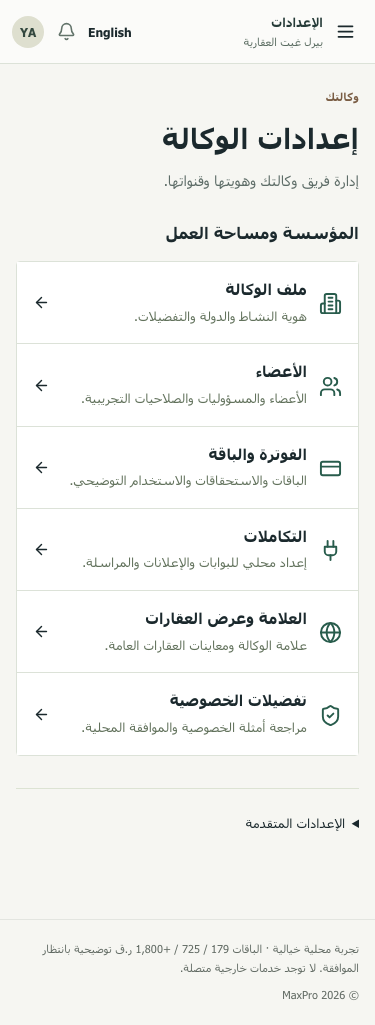 الإعدادات
بيرل غيت العقارية
English
YA
وكالتك
إعدادات الوكالة
إدارة فريق وكالتك وهويتها وقنواتها.
المؤسسة ومساحة العمل
ملف الوكالة
هوية النشاط والدولة والتفضيلات.
الأعضاء
الأعضاء والمسؤوليات والصلاحيات التجريبية.
الفوترة والباقة
الباقات والاستحقاقات والاستخدام التوضيحي.
التكاملات
إعداد محلي للبوابات والإعلانات والمراسلة.
العلامة وعرض العقارات
علامة الوكالة ومعاينات العقارات العامة.
تفضيلات الخصوصية
مراجعة أمثلة الخصوصية والموافقة المحلية.
الإعدادات المتقدمة
تجربة محلية خيالية · الباقات 179 / 725 / +1,800 ر.ق توضيحية بانتظار
الموافقة. لا توجد خدمات خارجية متصلة.
© 2026 MaxPro